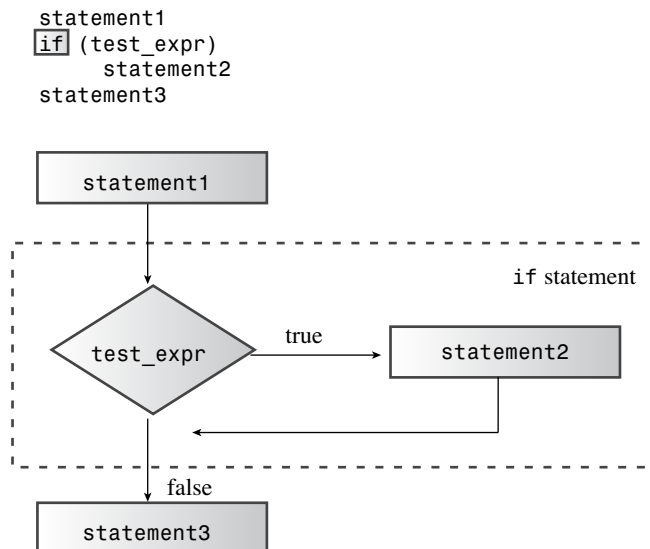 statement1
if (test_expr)
statement2
statement3
statement1
if statement
test_expr
true
statement2
false
statement3